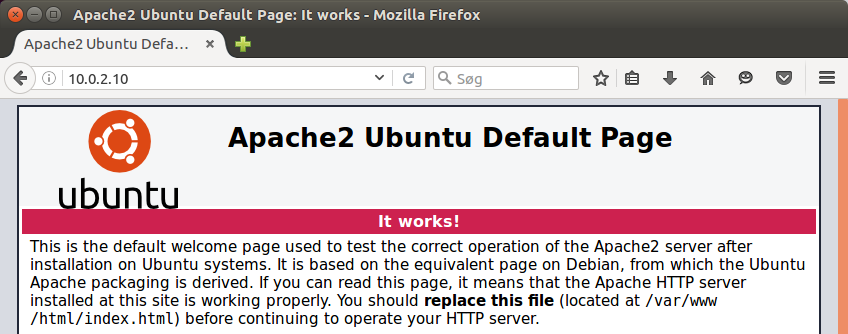 Apache2 Ubuntu Default Page: It works - Mozilla Firefox
Apache2 Ubuntu Defa...
10.0.2.10
Søg
Apache2 Ubuntu Default Page
ubuntu
It works!
This is the default welcome page used to test the correct operation of the Apache2 server after
installation on Ubuntu systems. It is based on the equivalent page on Debian, from which the Ubuntu
Apache packaging is derived. If you can read this page, it means that the Apache HTTP server
installed at this site is working properly. You should replace this file (located at /var/www
/html/index.html) before continuing to operate your HTTP server.